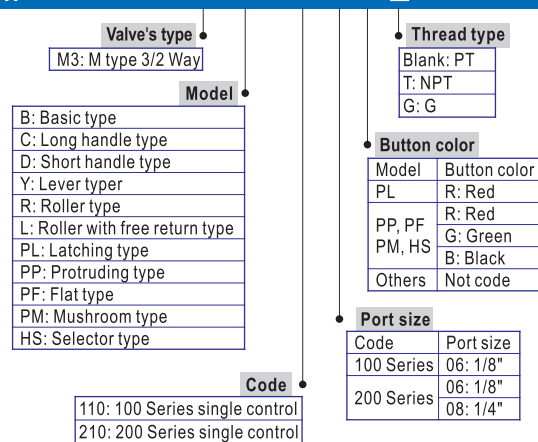 Valve's type
M3: M type 3/2 Way
Model
B: Basic type
C: Long handle type
D: Short handle type
Y: Lever typer
R: Roller type
L: Roller with free return type
PL: Latching type
PP: Protruding type
PF: Flat type
PM: Mushroom type
HS: Selector type
Code
110: 100 Series single control
210: 200 Series single control
Thread type
Blank: PT
T: NPT
G: G
Button color
Model Button color
PL R: Red
PP, PF PM, HS R: Red
G: Green
B: Black
Others Not code
Port size
Code Port size
100 Series 06: 1/8"
200 Series 06: 1/8"
08: 1/4"